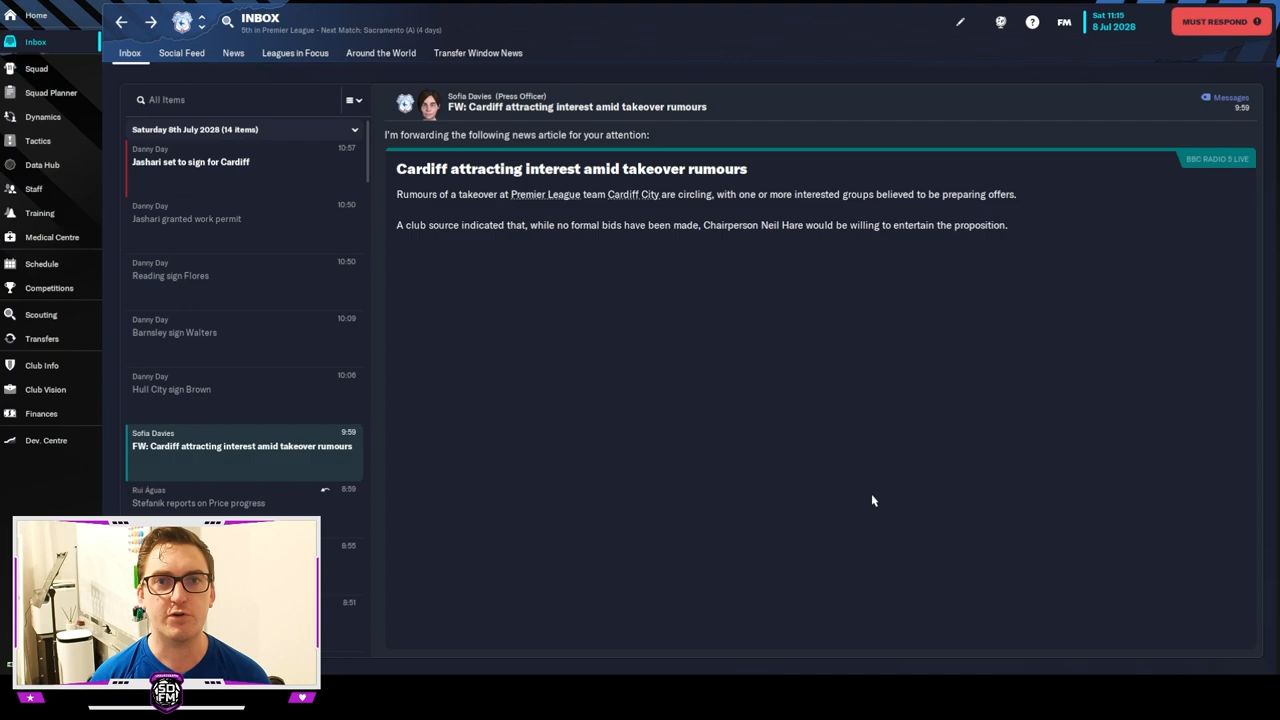 Home
Inbox
Squad
Squad Planner
Dynamics
Tactics
Data Hub
Staff
Training
Medical Centre
Schedule
Competitions
Scouting
Transfers
Club Info
Club Vision
Finances
Dev. Centre
INBOX
5th in Premier League - Next Match: Sacramento (A) (4 days)
FM
Sat 11:15
8 Jul 2028
MUST RESPOND
Inbox
Social Feed
News
Leagues in Focus
Around the World
Transfer Window News
All Items
Saturday 8th July 2028 (14 items)
Danny Day
10:57
Jashari set to sign for Cardiff
Danny Day
10:50
Jashari granted work permit
Danny Day
10:50
Reading sign Flores
Danny Day
10:09
Barnsley sign Walters
Danny Day
10:06
Hull City sign Brown
Sofia Davies
9:59
FW: Cardiff attracting interest amid takeover rumours
Rui Águas
8:59
Stefanik reports on Price progress
8:55
8:51
Sofia Davies (Press Officer)
FW: Cardiff attracting interest amid takeover rumours
Messages
9:59
I'm forwarding the following news article for your attention:
BBC RADIO 5 LIVE
Cardiff attracting interest amid takeover rumours
Rumours of a takeover at Premier League team Cardiff City are circling, with one or more interested groups believed to be preparing offers.
A club source indicated that, while no formal bids have been made, Chairperson Neil Hare would be willing to entertain the proposition.
SD
FM